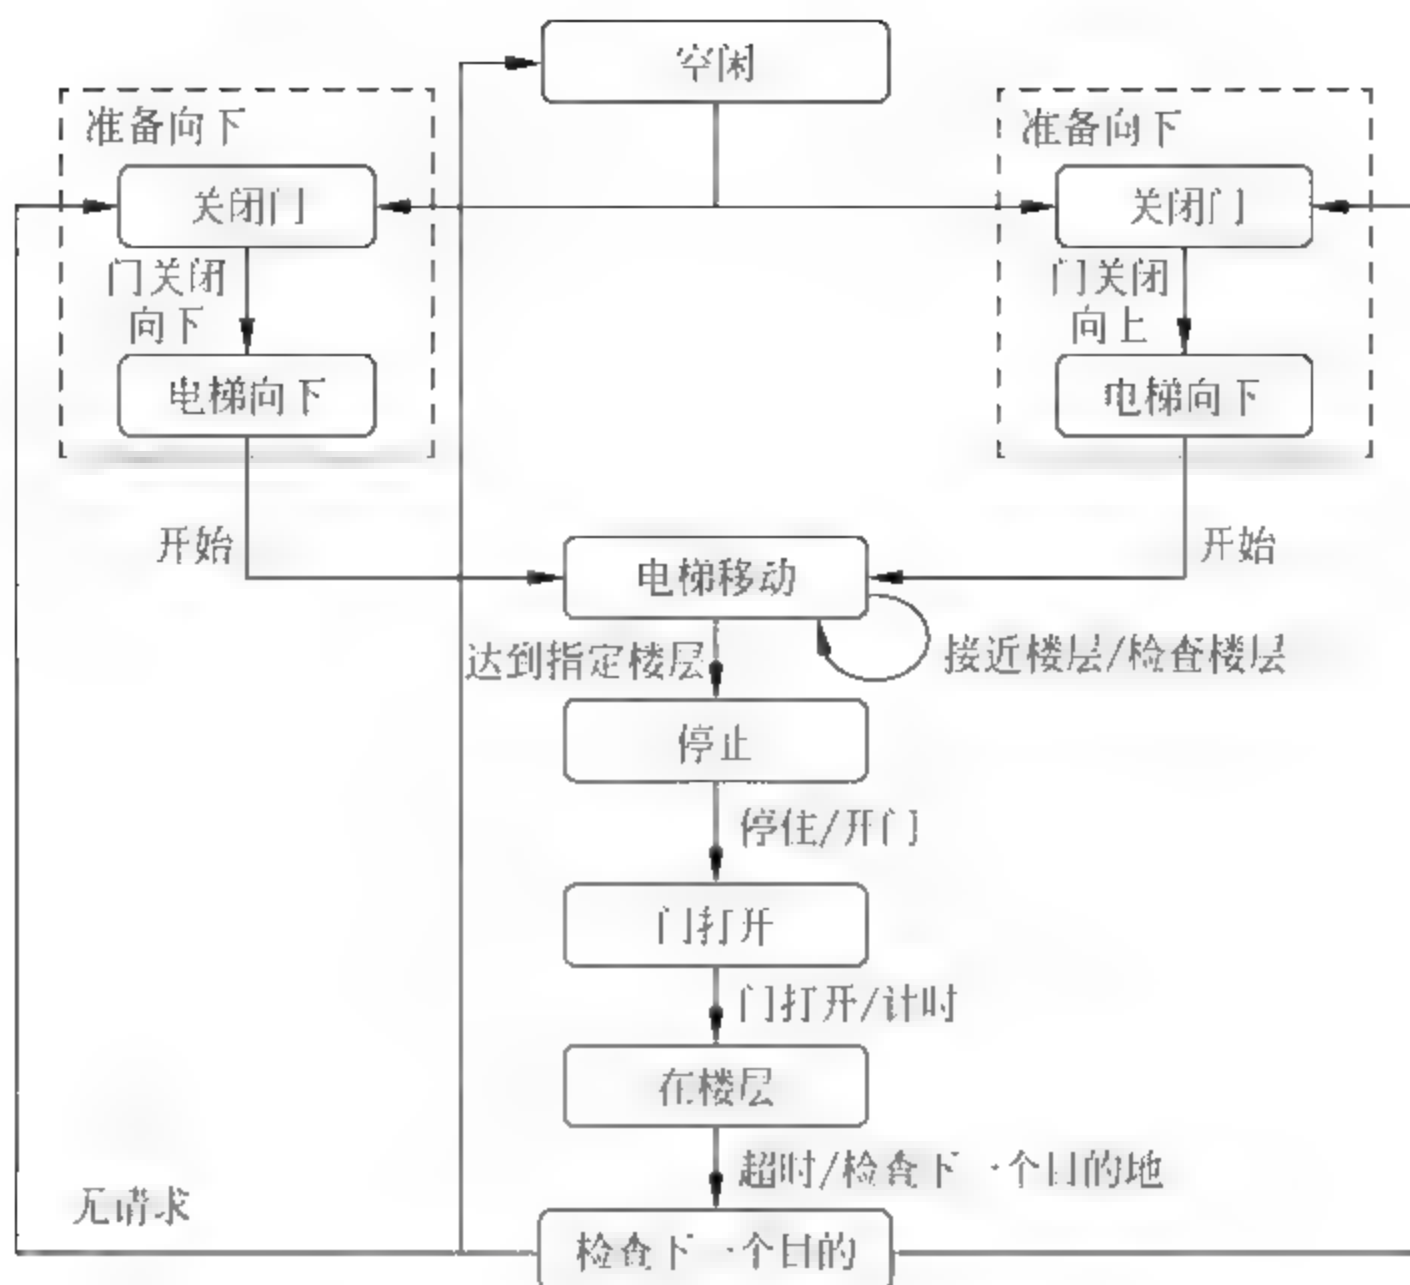 空闲
准备向下
准备向下
关闭门
关闭门
门关闭
向下
门关闭
向上
电梯向下
电梯向下
开始
开始
电梯移动
达到指定楼层
接近楼层/检查楼层
停止
停住/开门
门打开
门打开/计时
在楼层
超时/检查下一个目的地
无请求
检查下一个目的